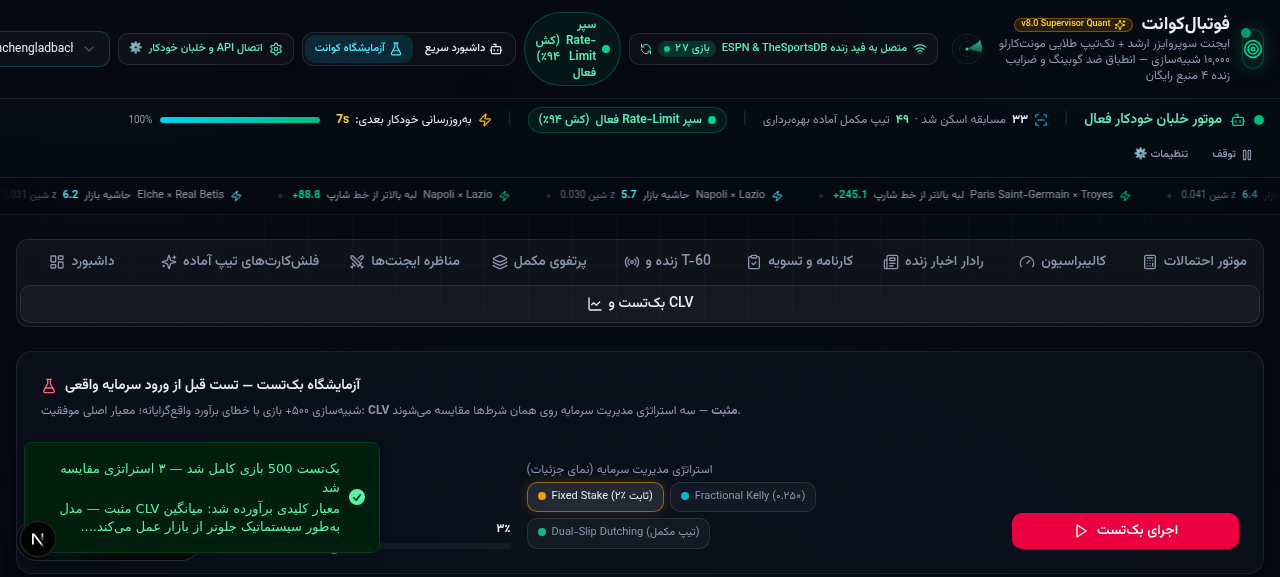 فوتبال‌کوانت
v8.0 Supervisor Quant
ایجنت سوپروایزر ارشد + تک‌تیپ طلایی مونت‌کارلو
۱۰,۰۰۰ شبیه‌سازی — انطباق ضد گوبینگ و ضرایب
زنده ۴ منبع رایگان
متصل به فید زنده ESPN & TheSportsDB
۲۷ بازی
سپر
Rate-
Limit
فعال
(کش
۹۴٪)
داشبورد سریع
آزمایشگاه کوانت
اتصال API و خلبان خودکار ⚙️
nchengladbach
موتور خلبان خودکار فعال
۳۳ مسابقه اسکن شد · ۴۹ تیپ مکمل آماده بهره‌برداری
سپر Rate-Limit فعال (کش ۹۴٪)
به‌روزرسانی خودکار بعدی: 7s
100%
توقف
تنظیمات ⚙️
6.4 z شین 0.041
Paris Saint-Germain × Troyes لبه بالاتر از خط شارپ +245.1
Napoli × Lazio حاشیه بازار 5.7 z شین 0.030
Napoli × Lazio لبه بالاتر از خط شارپ +88.8
Elche × Real Betis حاشیه بازار 6.2 z شین
موتور احتمالات
کالیبراسیون
رادار اخبار زنده
کارنامه و تسویه
زنده و T-60
پرتفوی مکمل
مناظره ایجنت‌ها
فلش‌کارت‌های تیپ آماده
داشبورد
بک‌تست و CLV
آزمایشگاه بک‌تست — تست قبل از ورود سرمایه واقعی
شبیه‌سازی ۵۰۰+ بازی با خطای برآورد واقع‌گرایانه؛ معیار اصلی موفقیت: CLV مثبت — سه استراتژی مدیریت سرمایه روی همان شرط‌ها مقایسه می‌شوند.
استراتژی مدیریت سرمایه (نمای جزئیات)
Fixed Stake (ثابت ۲٪)
Fractional Kelly (۰.۲۵×)
Dual-Slip Dutching (تیپ مکمل)
۳٪
اجرای بک‌تست
بک‌تست 500 بازی کامل شد — ۳ استراتژی مقایسه
شد
معیار کلیدی برآورده شد: میانگین CLV مثبت — مدل
به‌طور سیستماتیک جلوتر از بازار عمل می‌کند....
N